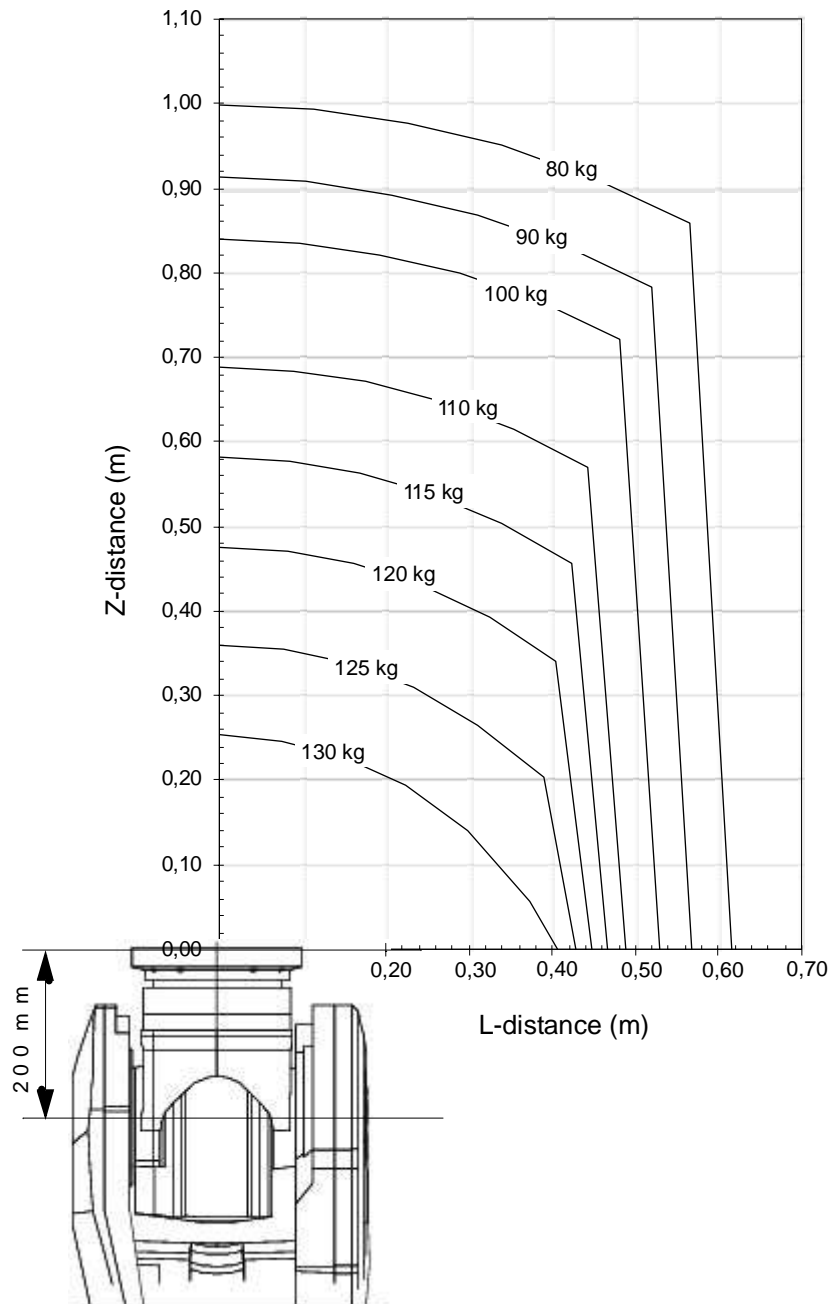 1,10
1,00
80 kg
0,90
90 kg
100 kg
0,80
0,70
110 kg
0,60
115 kg
0,50
120 kg
0,40
125 kg
0,30
130 kg
0,20
0,10
0,00
Z-distance (m)
0,20 0,30 0,40 0,50 0,60 0,70
L-distance (m)
200 mm